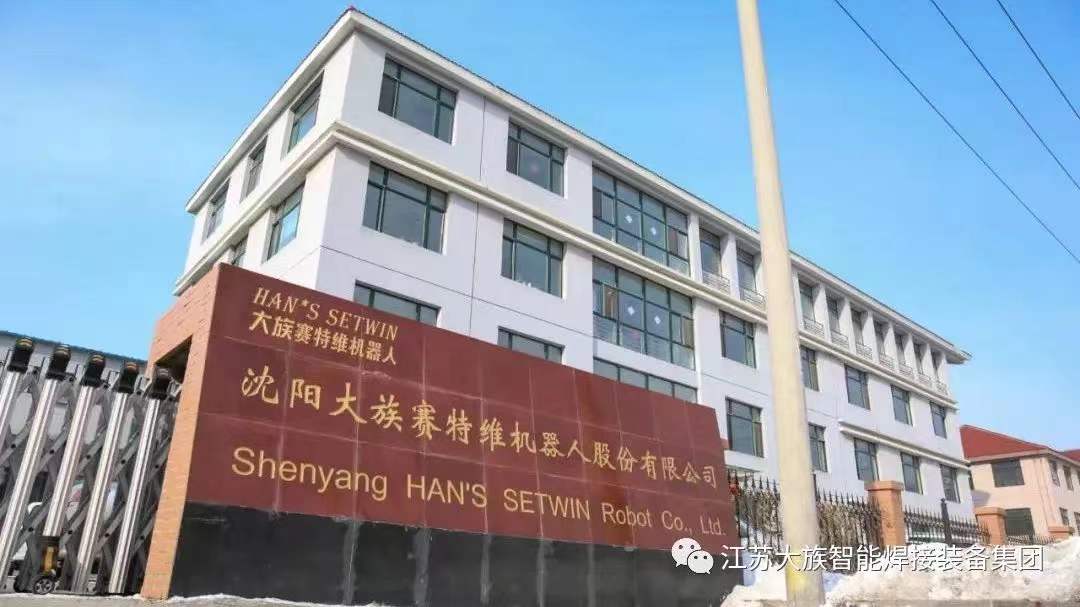 HAN*S SETWIN
大族赛特维机器人
沈阳大族赛特维机器人股份有限公司
Shenyang HAN'S SETWIN Robot Co., Ltd.
江苏大族智能焊接装备集团